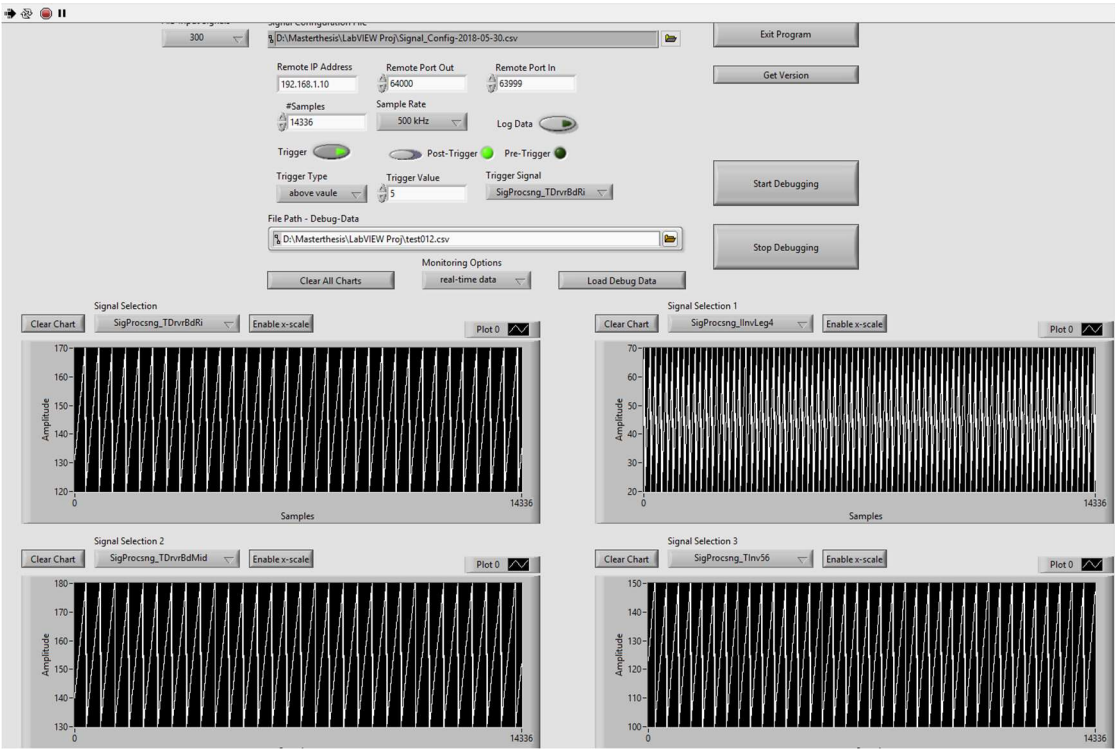 300
D:\Masterthesis\LabVIEW Proj\Signal_Config-2018-05-30.csv
Exit Program
Remote IP Address Remote Port Out Remote Port In
192.168.1.10 64000 63999
Get Version
#Samples Sample Rate
14336 500 kHz
Log Data
Trigger Post-Trigger Pre-Trigger
Trigger Type Trigger Value Trigger Signal
above vaule 5 SigProcsng_TDrvrBdRi
Start Debugging
File Path - Debug-Data
D:\Masterthesis\LabVIEW Proj\test012.csv
Stop Debugging
Monitoring Options
Clear All Charts real-time data Load Debug Data
Signal Selection
Clear Chart SigProcsng_TDrvrBdRi Enable x-scale
Plot 0
170
160
150
140
130
120
Amplitude
0 14336
Samples
Signal Selection 1
Clear Chart SigProcsng_IInvLeg4 Enable x-scale
Plot 0
70
60
50
40
30
20
Amplitude
0 14336
Samples
Signal Selection 2
Clear Chart SigProcsng_TDrvrBdMid Enable x-scale
Plot 0
180
170
160
150
140
130
Amplitude
0 14336
Signal Selection 3
Clear Chart SigProcsng_TInv56 Enable x-scale
Plot 0
150
140
130
120
110
100
Amplitude
0 14336